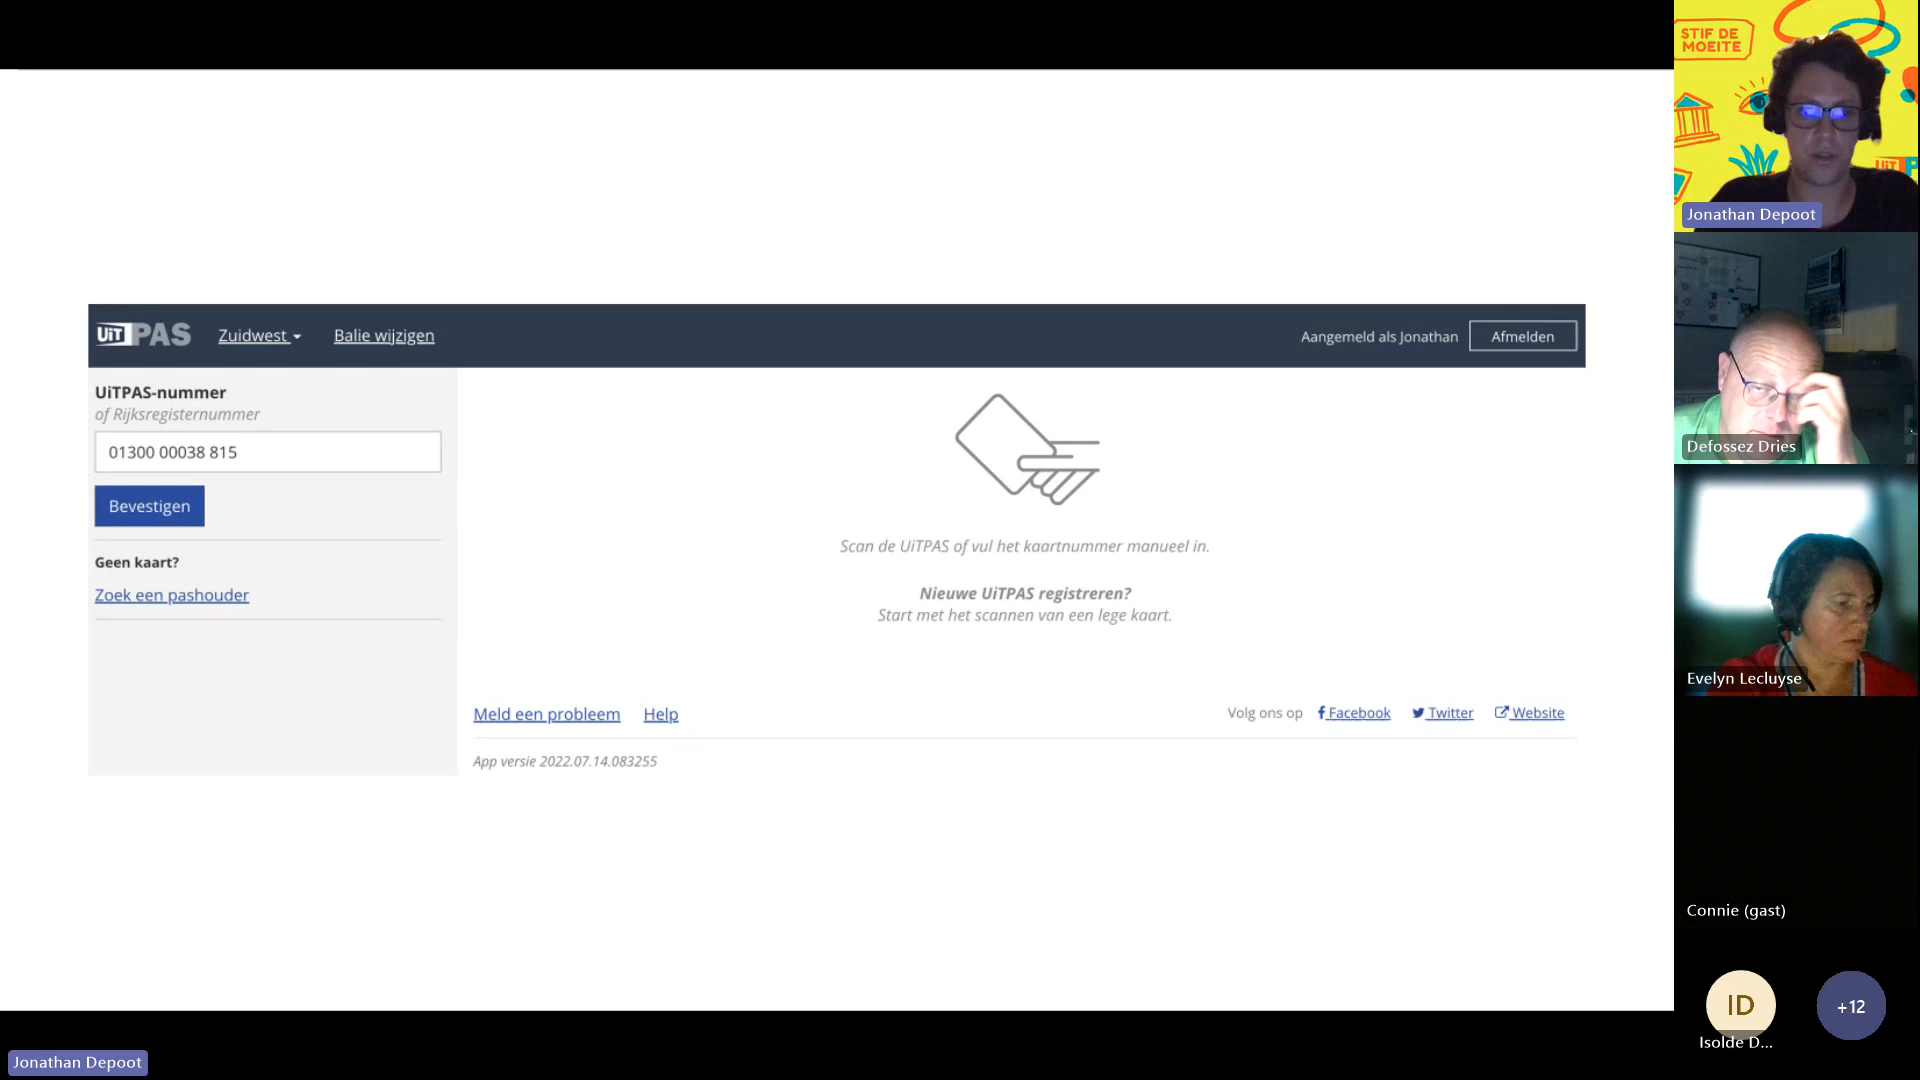 UiTPAS
Zuidwest
Balie wijzigen
Aangemeld als Jonathan
Afmelden
UiTPAS-nummer
of Rijksregisternummer
01300 00038 815
Bevestigen
Geen kaart?
Zoek een pashouder
Scan de UiTPAS of vul het kaartnummer manueel in.
Nieuwe UiTPAS registreren?
Start met het scannen van een lege kaart.
Meld een probleem
Help
Volg ons op
Facebook
Twitter
Website
App versie 2022.07.14.083255
Jonathan Depoot
STIF DE
MOEITE
UiTP
Jonathan Depoot
Defossez Dries
Evelyn Lecluyse
Connie (gast)
ID
Isolde D...
+12